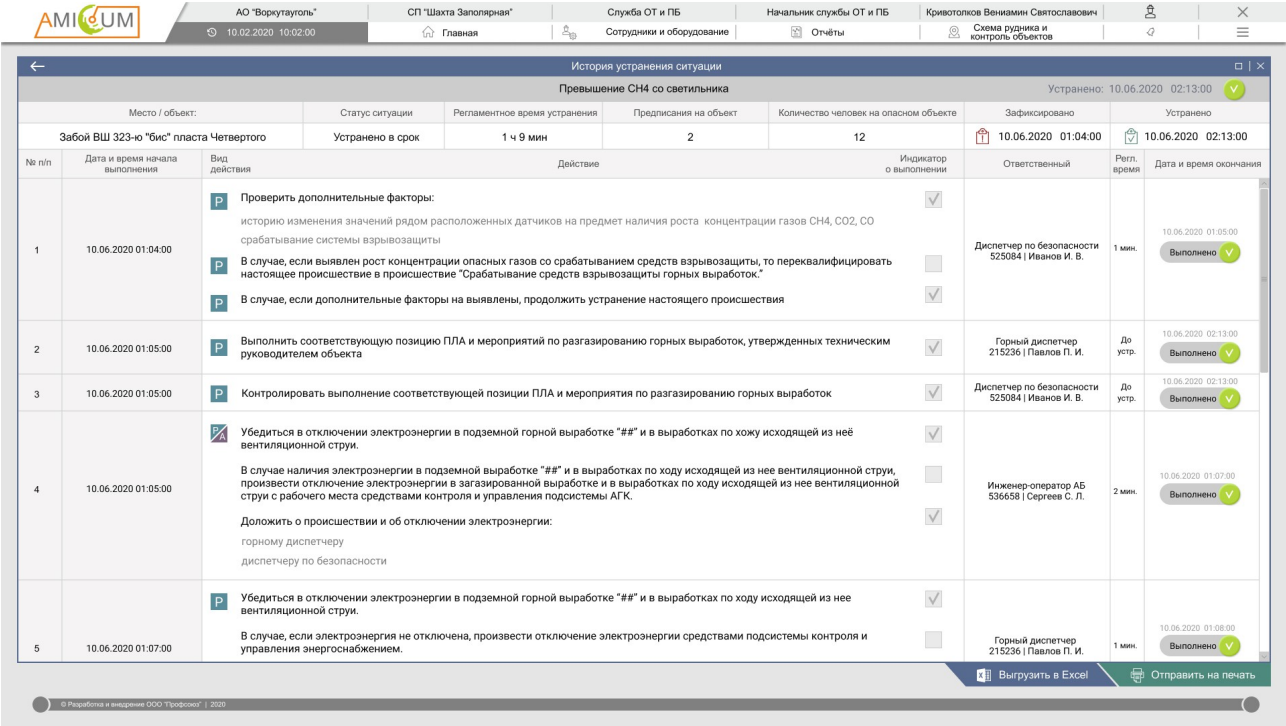 AMICUM
АО "Воркутауголь"
СП "Шахта Заполярная"
Служба ОТ и ПБ
Начальник службы ОТ и ПБ
Кривотолков Вениамин Святославович
10.02.2020 10:02:00
Главная
Сотрудники и оборудование
Отчёты
Схема рудника и
контроль объектов
История устранения ситуации
Превышение CH4 со светильника
Устранено: 10.06.2020 02:13:00
Место / объект:
Статус ситуации
Регламентное время устранения
Предписания на объект
Количество человек на опасном объекте
Зафиксировано
Устранено
Забой ВШ 323-ю "бис" пласта Четвертого
Устранено в срок
1 ч 9 мин
2
12
10.06.2020 01:04:00
10.06.2020 02:13:00
№ п/п
Дата и время начала
выполнения
Вид
действия
Действие
Индикатор
о выполнении
Ответственный
Регл.
время
Дата и время окончания
1
10.06.2020 01:04:00
P
Проверить дополнительные факторы:
историю изменения значений рядом расположенных датчиков на предмет наличия роста концентрации газов CH4, CO2, CO
срабатывание системы взрывозащиты
P
В случае, если выявлен рост концентрации опасных газов со срабатыванием средств взрывозащиты, то переквалифицировать
настоящее происшествие в происшествие "Срабатывание средств взрывозащиты горных выработок."
P
В случае, если дополнительные факторы на выявлены, продолжить устранение настоящего происшествия
Диспетчер по безопасности
525084 | Иванов И. В.
1 мин.
10.06.2020 01:05:00
Выполнено
2
10.06.2020 01:05:00
P
Выполнить соответствующую позицию ПЛА и мероприятий по разгазированию горных выработок, утвержденных техническим
руководителем объекта
Горный диспетчер
215236 | Павлов П. И.
До
устр.
10.06.2020 02:13:00
Выполнено
3
10.06.2020 01:05:00
P
Контролировать выполнение соответствующей позиции ПЛА и мероприятия по разгазированию горных выработок
Диспетчер по безопасности
525084 | Иванов И. В.
До
устр.
10.06.2020 02:13:00
Выполнено
4
10.06.2020 01:05:00
P/A
Убедиться в отключении электроэнергии в подземной горной выработке "##" и в выработках по хожу исходящей из неё
вентиляционной струи.
В случае наличия электроэнергии в подземной выработке "##" и в выработках по ходу исходящей из нее вентиляционной струи,
произвести отключение электроэнергии в загазированной выработке и в выработках по ходу исходящей из нее вентиляционной
струи с рабочего места средствами контроля и управления подсистемы АГК.
Доложить о происшествии и об отключении электроэнергии:
горному диспетчеру
диспетчеру по безопасности
Инженер-оператор АБ
536658 | Сергеев С. Л.
2 мин.
10.06.2020 01:07:00
Выполнено
5
10.06.2020 01:07:00
P
Убедиться в отключении электроэнергии в подземной горной выработке "##" и в выработках по ходу исходящей из нее
вентиляционной струи.
В случае, если электроэнергия не отключена, произвести отключение электроэнергии средствами подсистемы контроля и
управления энергоснабжением.
Горный диспетчер
215236 | Павлов П. И.
1 мин.
10.06.2020 01:08:00
Выполнено
Выгрузить в Excel
Отправить на печать
© Разработка и внедрение ООО "Профсоюз" | 2020